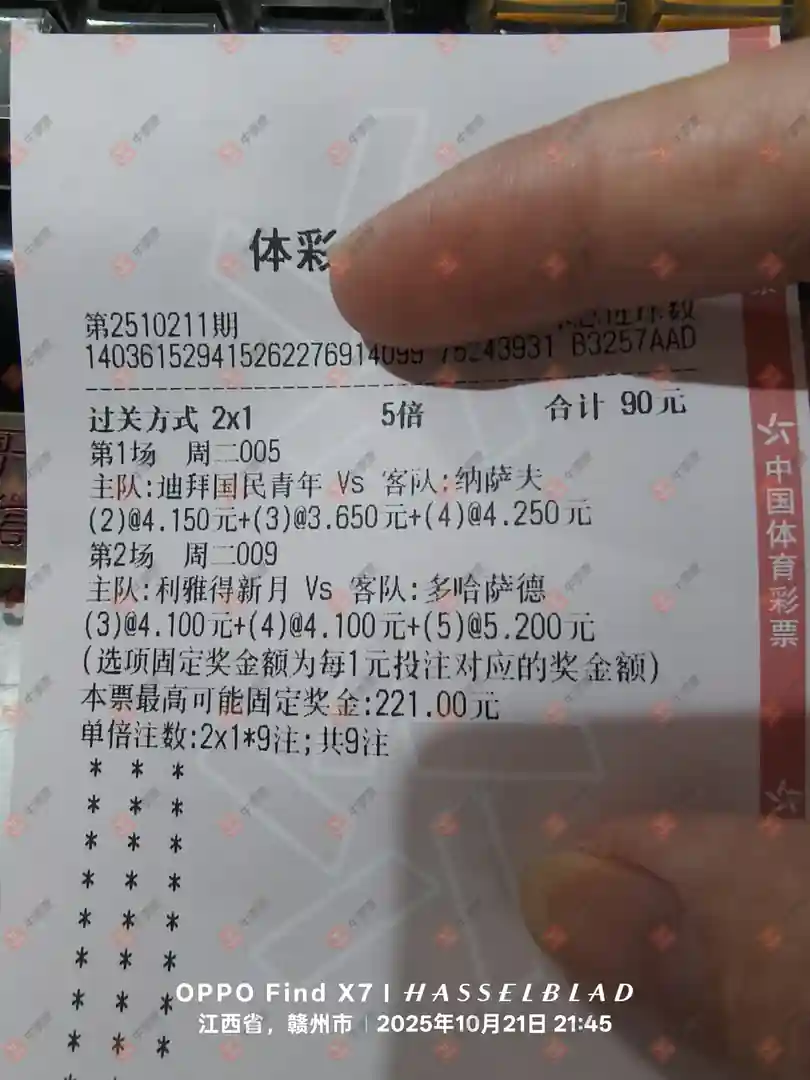 体彩
第2510211期
140361529415262276914099 76243931 B3257AAD
过关方式 2x1 5倍 合计 90元
第1场 周二005
主队:迪拜国民青年 Vs 客队:纳萨夫
(2)@4.150元+(3)@3.650元+(4)@4.250元
第2场 周二009
主队:利雅得新月 Vs 客队:多哈萨德
(3)@4.100元+(4)@4.100元+(5)@5.200元
(选项固定奖金额为每1元投注对应的奖金额)
本票最高可能固定奖金:221.00元
单倍注数:2x1*9注;共9注
* * *
* * *
* * *
* * *
* * *
* * *
* * *
* * *
中国体育彩票
OPPO Find X7 | HASSELBLAD
江西省，赣州市 | 2025年10月21日 21:45